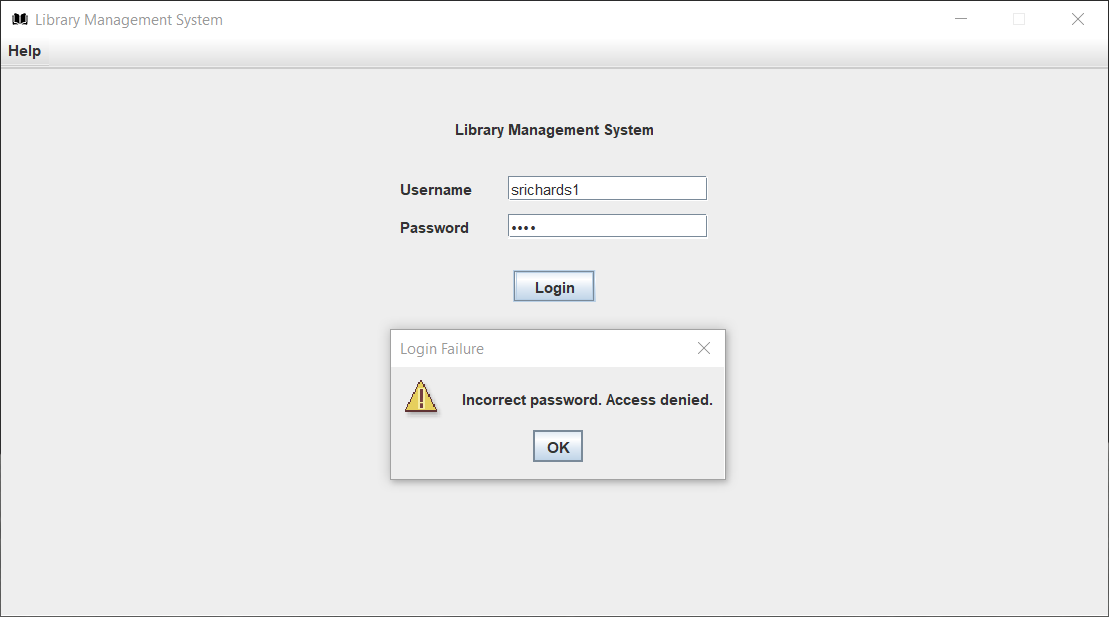 Library Management System
Help
Library Management System
Username srichards1
Password ••••
Login
Login Failure
Incorrect password. Access denied.
OK